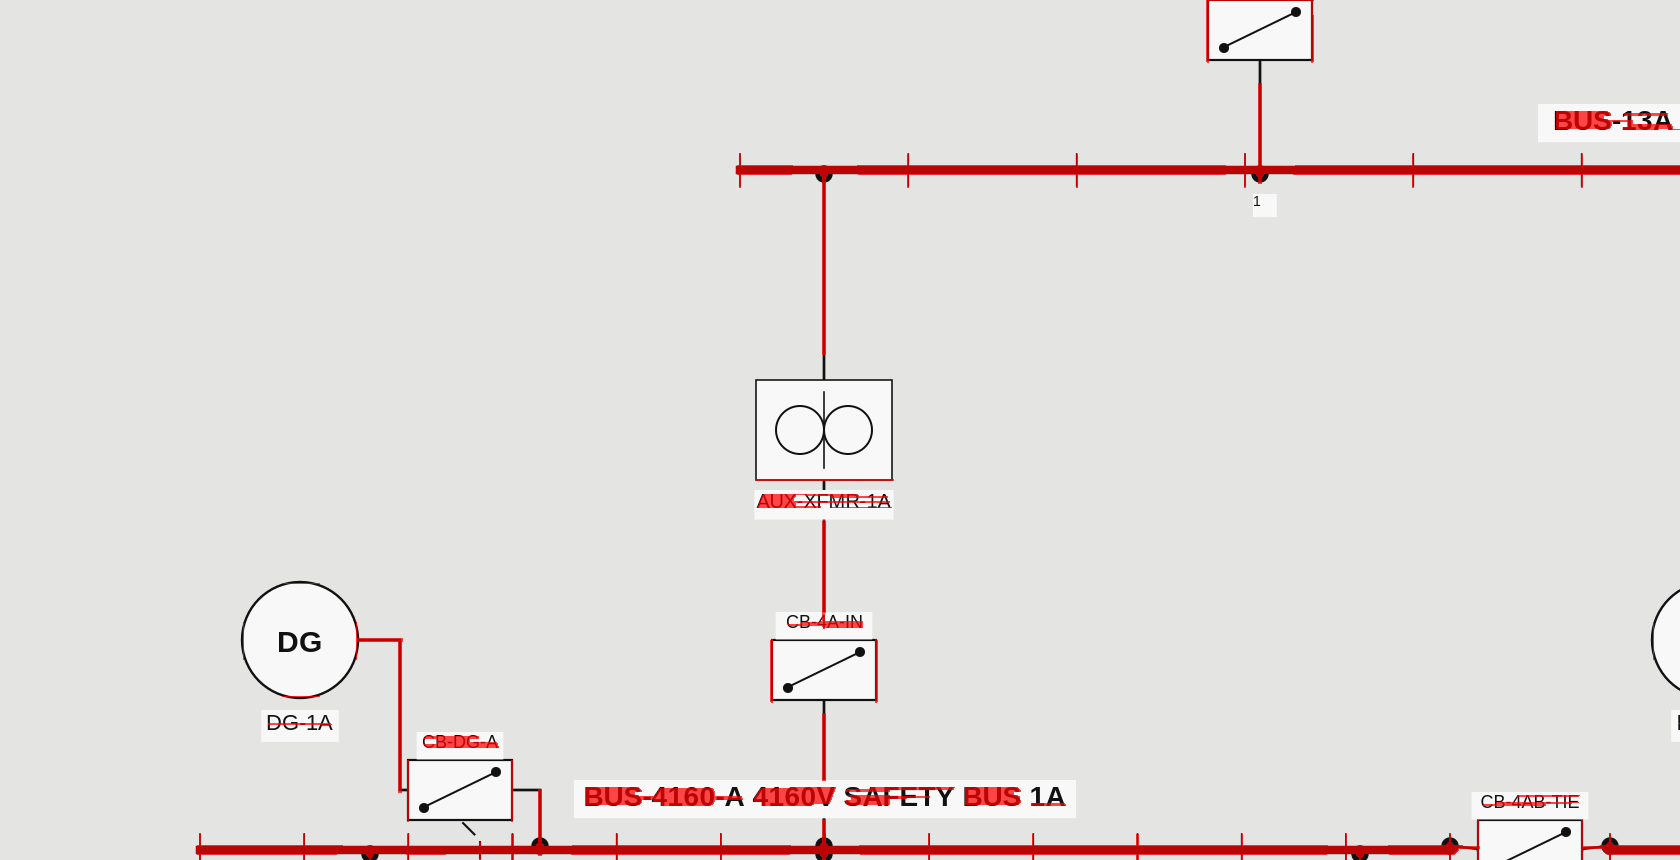 BUS-13A
1
AUX-XFMR-1A
CB-4A-IN
DG
DG-1A
CB-DG-A
BUS-4160-A 4160V SAFETY BUS 1A
CB-4AB-TIE